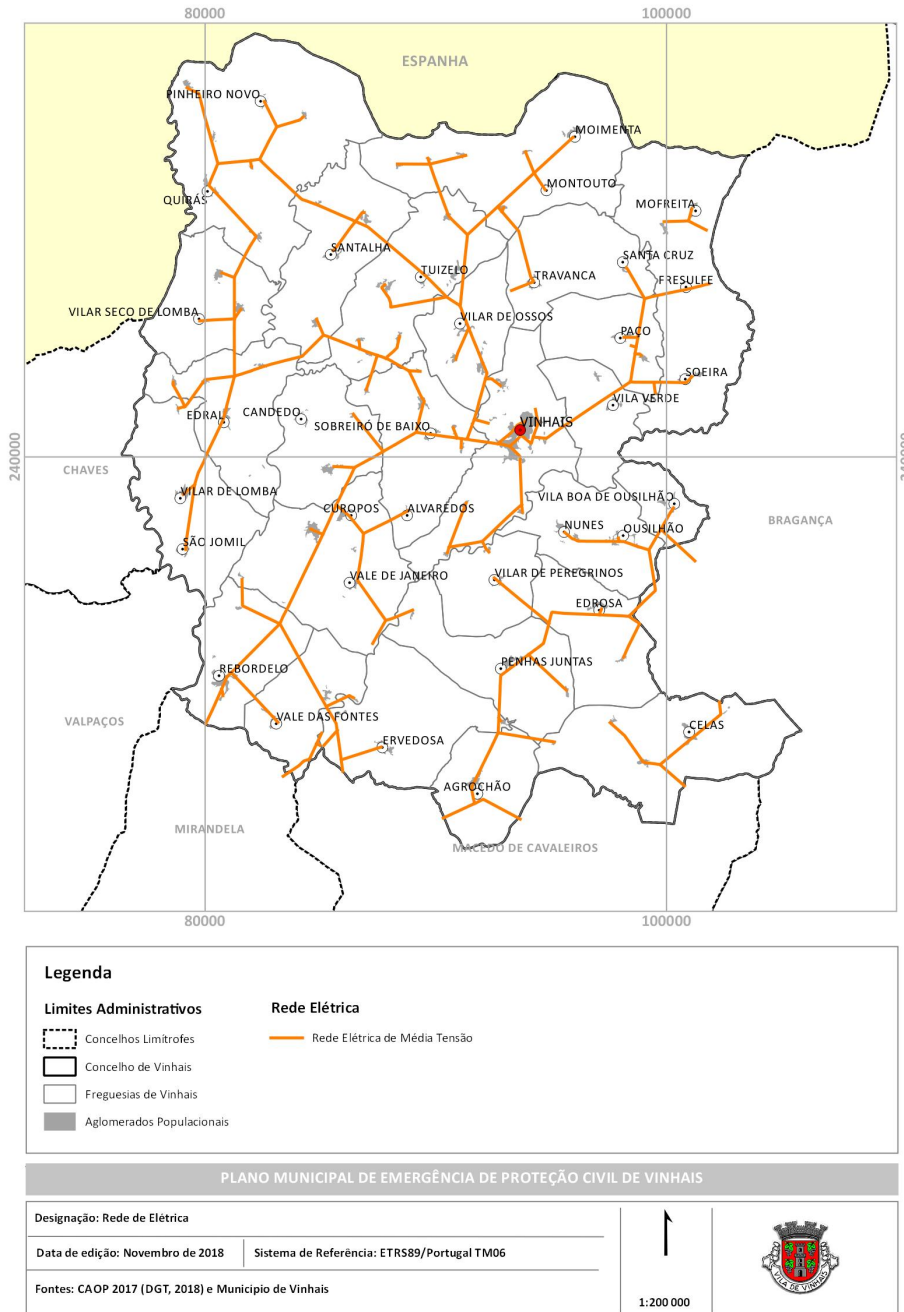 80000
100000
ESPANHA
PINHEIRO NOVO
MOIMENTA
MONTOUTO
QUIRÁS
MOFREITA
SANTALHA
SANTA CRUZ
TUIZELO
TRAVANCA
FRESULFE
VILAR SECO DE LOMBA
VILAR DE OSSOS
PAÇO
SOEIRA
VILA VERDE
EDRAL
CANDEDO
SOBREIRÓ DE BAIXO
VINHAIS
240000
240000
CHAVES
VILAR DE LOMBA
VILA BOA DE OUSILHÃO
CUROPOS
ALVAREDOS
BRAGANÇA
NUNES
OUSILHÃO
SÃO JOMIL
VALE DE JANEIRO
VILAR DE PEREGRINOS
EDROSA
REBORDELO
PENHAS JUNTAS
VALPAÇOS
VALE DAS FONTES
CELAS
ERVEDOSA
AGROCHÃO
MIRANDELA
MACEDO DE CAVALEIROS
80000
100000
Legenda
Limites Administrativos
Rede Elétrica
Concelhos Limítrofes
Rede Elétrica de Média Tensão
Concelho de Vinhais
Freguesias de Vinhais
Aglomerados Populacionais
PLANO MUNICIPAL DE EMERGÊNCIA DE PROTEÇÃO CIVIL DE VINHAIS
Designação: Rede de Elétrica
Data de edição: Novembro de 2018
Sistema de Referência: ETRS89/Portugal TM06
Fontes: CAOP 2017 (DGT, 2018) e Município de Vinhais
1:200 000
VILA DE VINHAIS